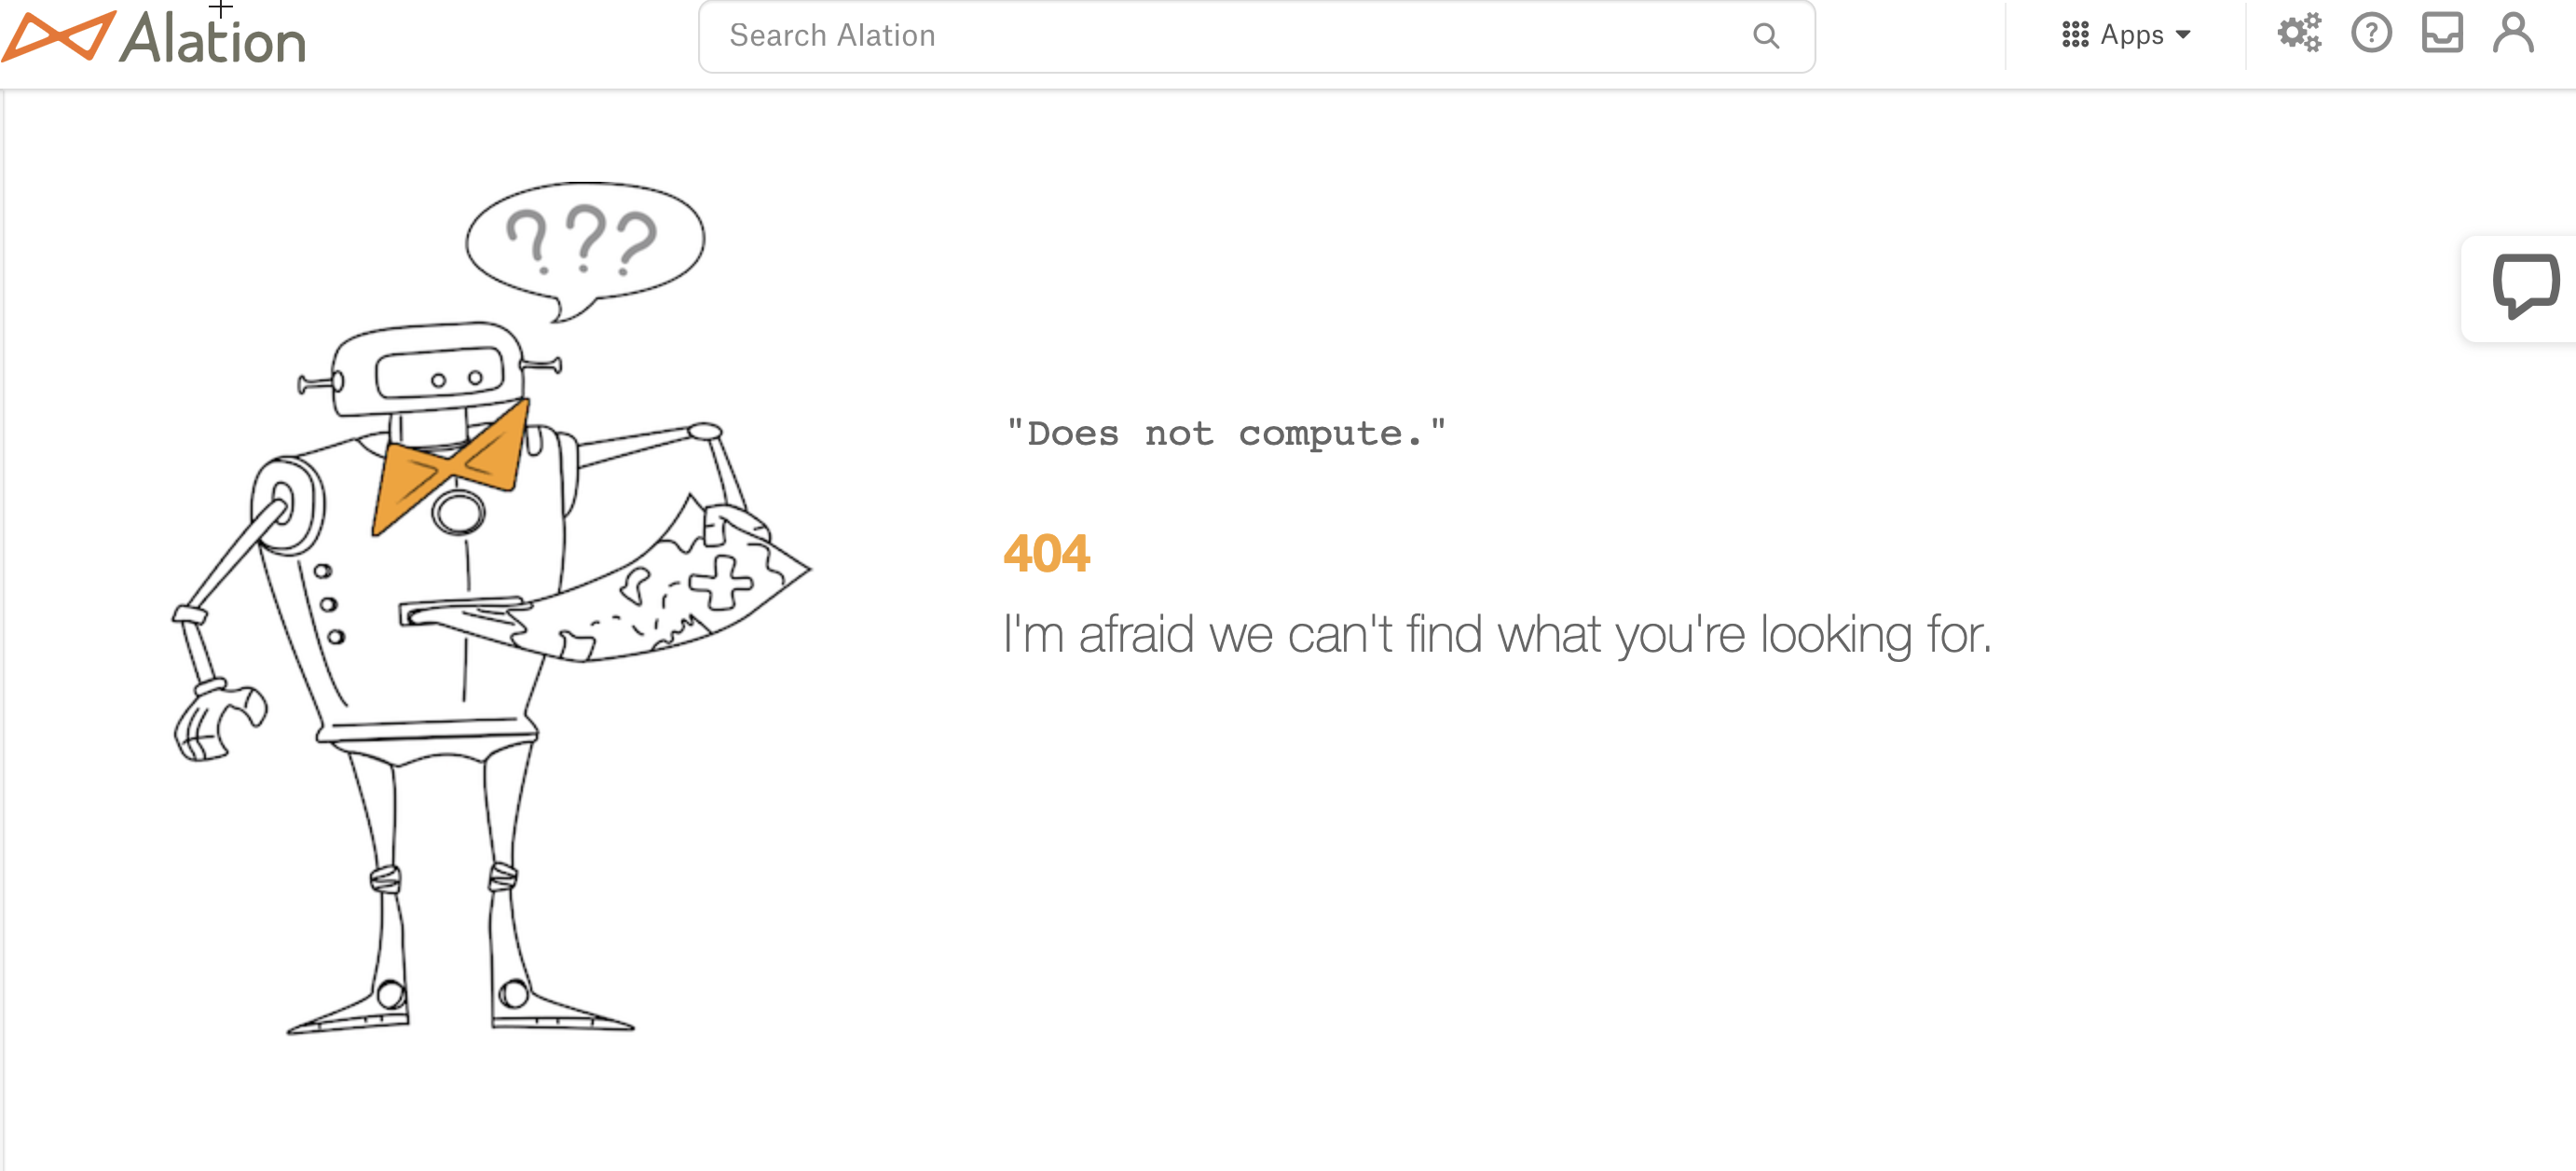 Alation
Search Alation
Apps
?
???
"Does not compute."
404
I'm afraid we can't find what you're looking for.